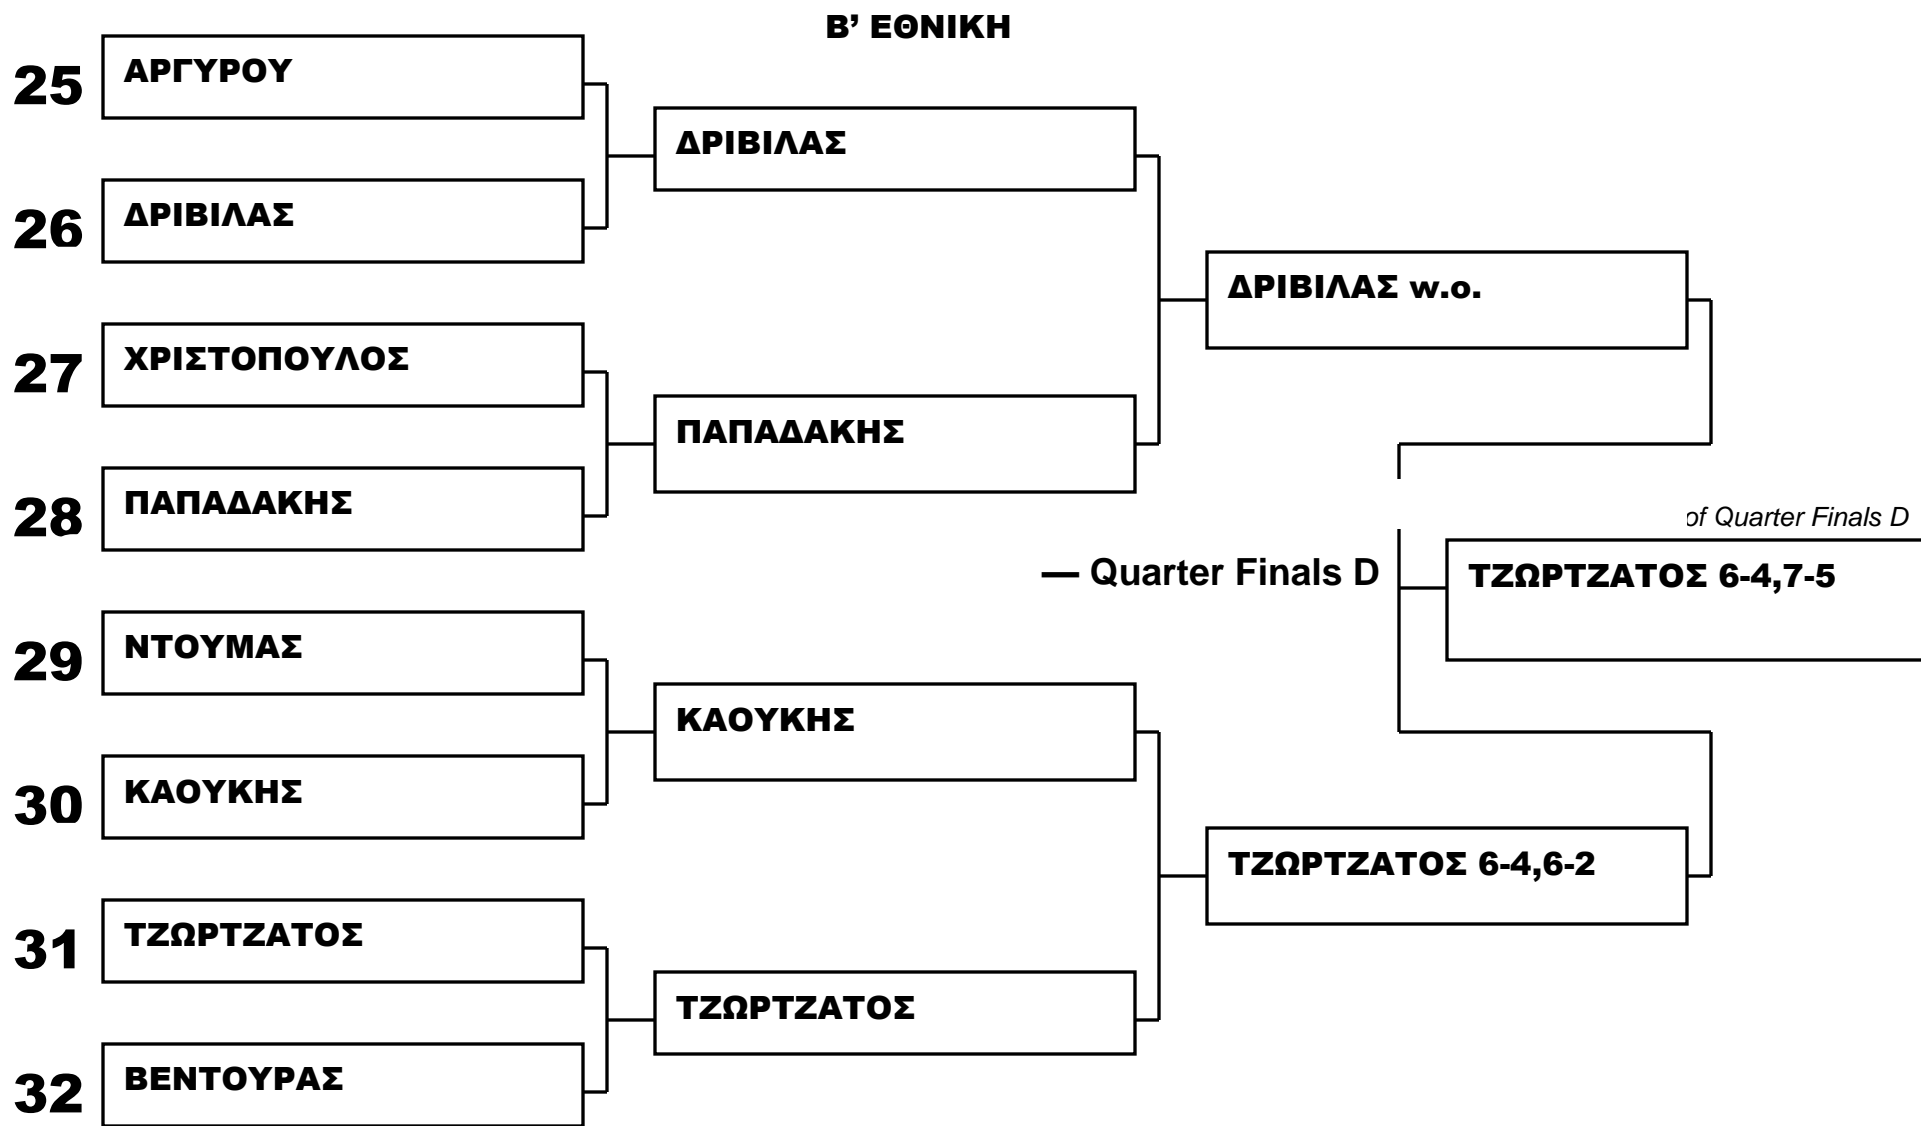 Β’ ΕΘΝΙΚΗ
25
ΑΡΓΥΡΟΥ
ΔΡΙΒΙΛΑΣ
26
ΔΡΙΒΙΛΑΣ
ΔΡΙΒΙΛΑΣ w.o.
27
ΧΡΙΣΤΟΠΟΥΛΟΣ
ΠΑΠΑΔΑΚΗΣ
28
ΠΑΠΑΔΑΚΗΣ
of Quarter Finals D
— Quarter Finals D
ΤΖΩΡΤΖΑΤΟΣ 6-4,7-5
29
ΝΤΟΥΜΑΣ
ΚΑΟΥΚΗΣ
30
ΚΑΟΥΚΗΣ
ΤΖΩΡΤΖΑΤΟΣ 6-4,6-2
31
ΤΖΩΡΤΖΑΤΟΣ
ΤΖΩΡΤΖΑΤΟΣ
32
ΒΕΝΤΟΥΡΑΣ